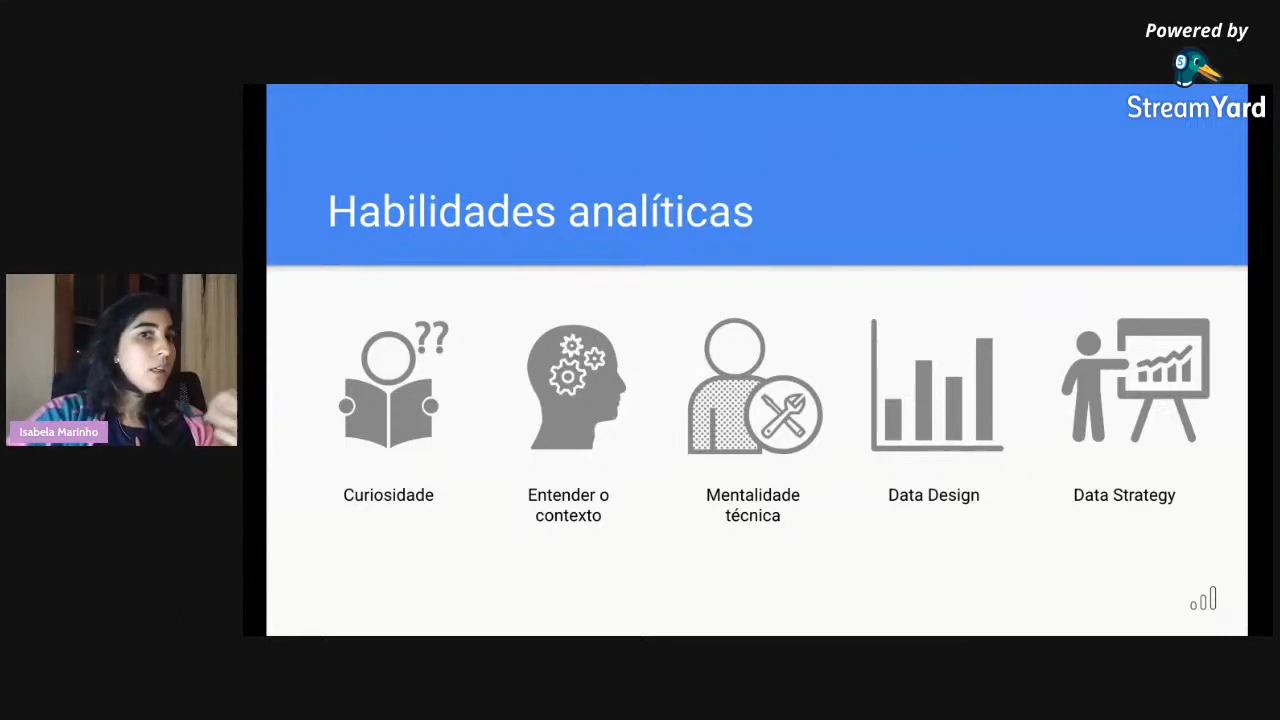 Powered by
StreamYard
Habilidades analíticas
??
Curiosidade
Entender o
contexto
Mentalidade
técnica
Data Design
Data Strategy
Isabela Marinho